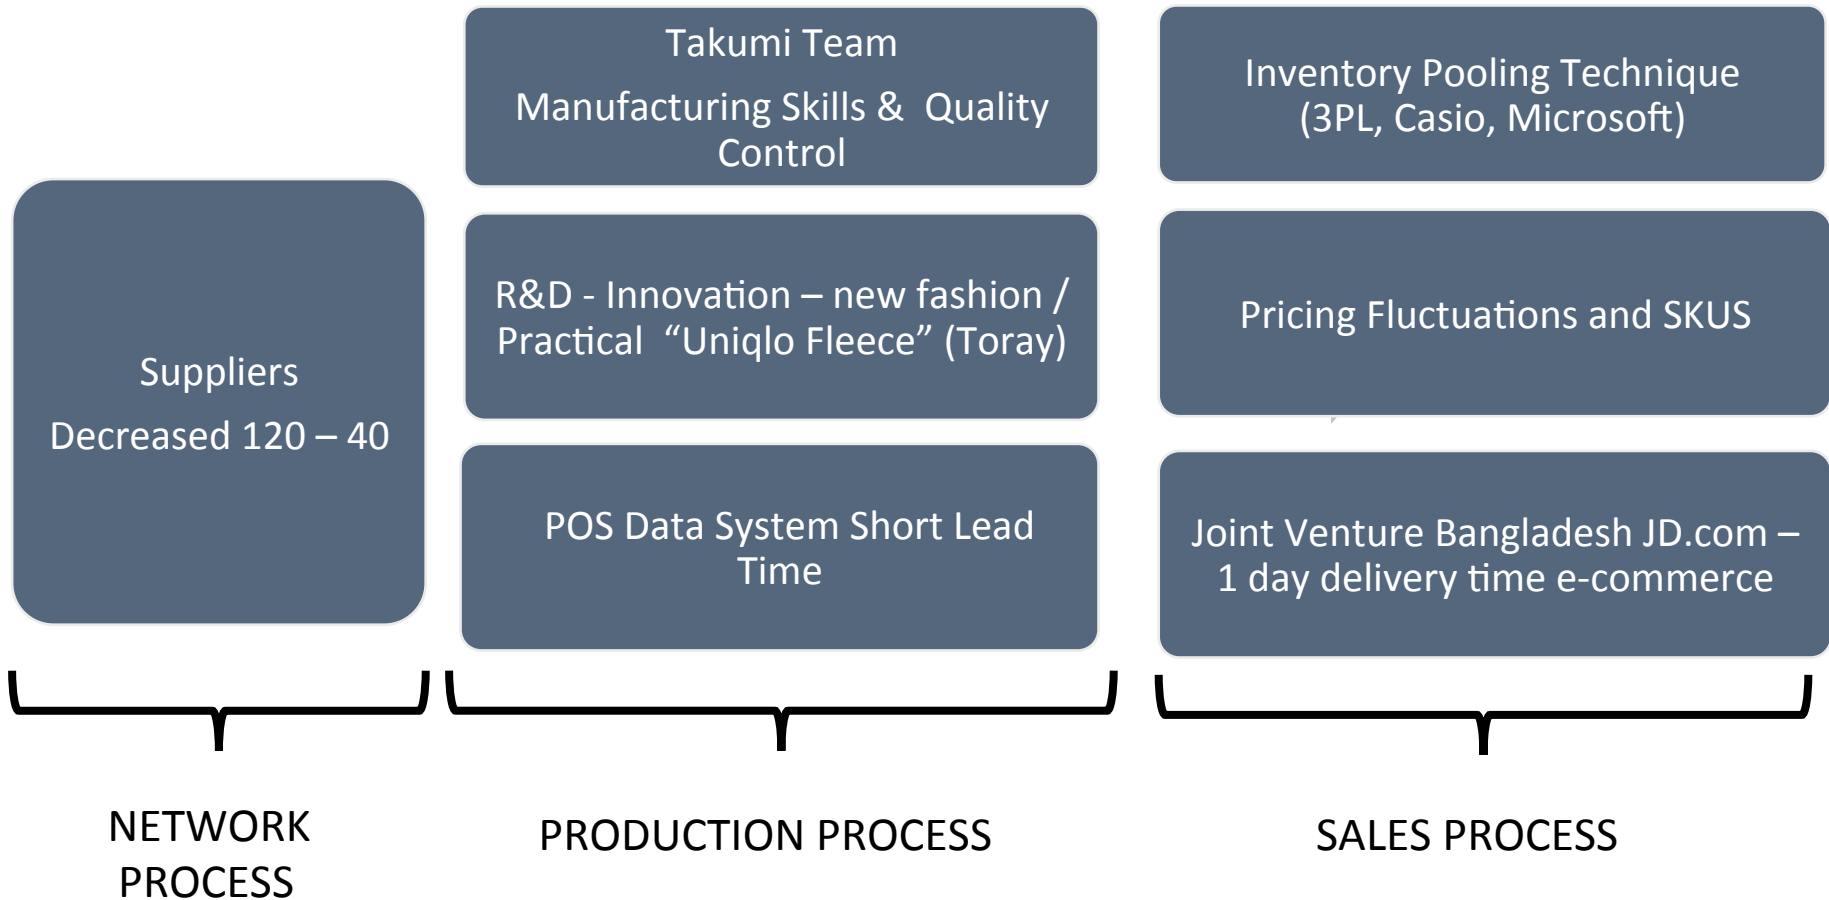 Suppliers
Decreased 120 – 40
NETWORK
PROCESS
Takumi Team
Manufacturing Skills &  Quality
Control
R&D - Innovation – new fashion /
Practical  “Uniqlo Fleece” (Toray)
POS Data System Short Lead
Time
PRODUCTION PROCESS
Inventory Pooling Technique
(3PL, Casio, Microsoft)
Pricing Fluctuations and SKUS
Joint Venture Bangladesh JD.com –
1 day delivery time e-commerce
SALES PROCESS